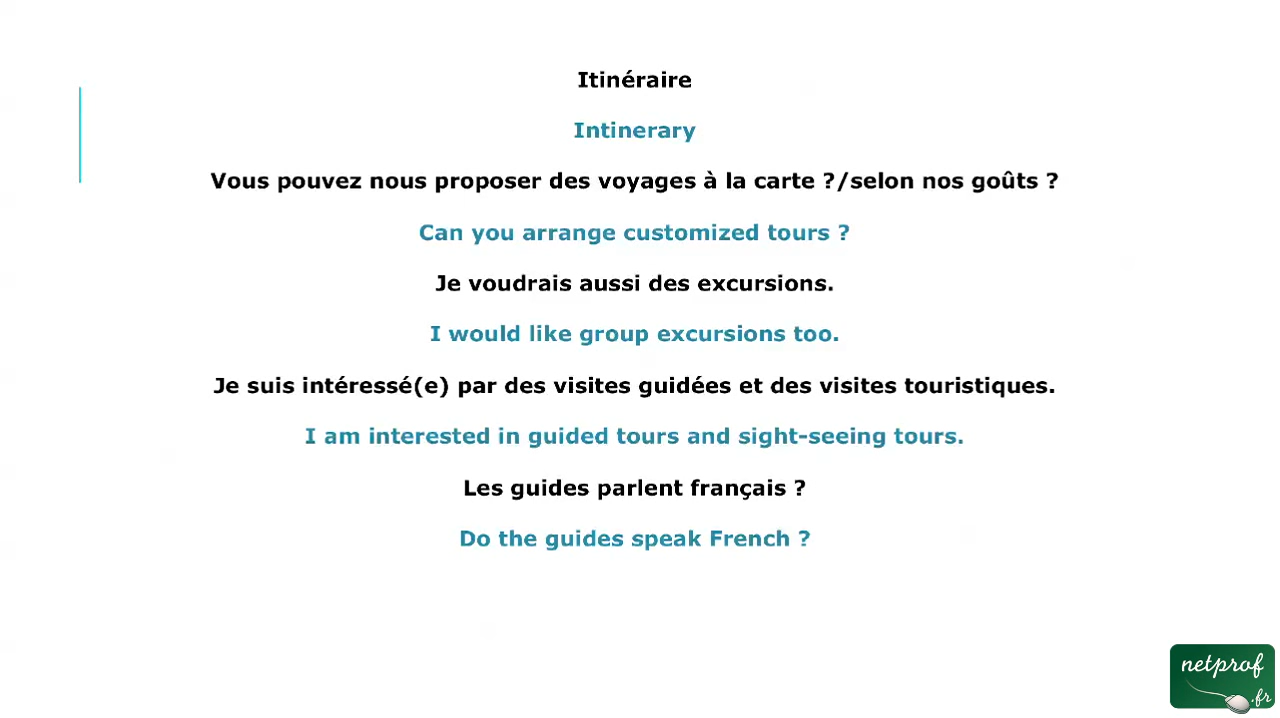 Itinéraire
Intinerary
Vous pouvez nous proposer des voyages à la carte ?/selon nos goûts ?
Can you arrange customized tours ?
Je voudrais aussi des excursions.
I would like group excursions too.
Je suis intéressé(e) par des visites guidées et des visites touristiques.
I am interested in guided tours and sight-seeing tours.
Les guides parlent français ?
Do the guides speak French ?
netprof
.fr